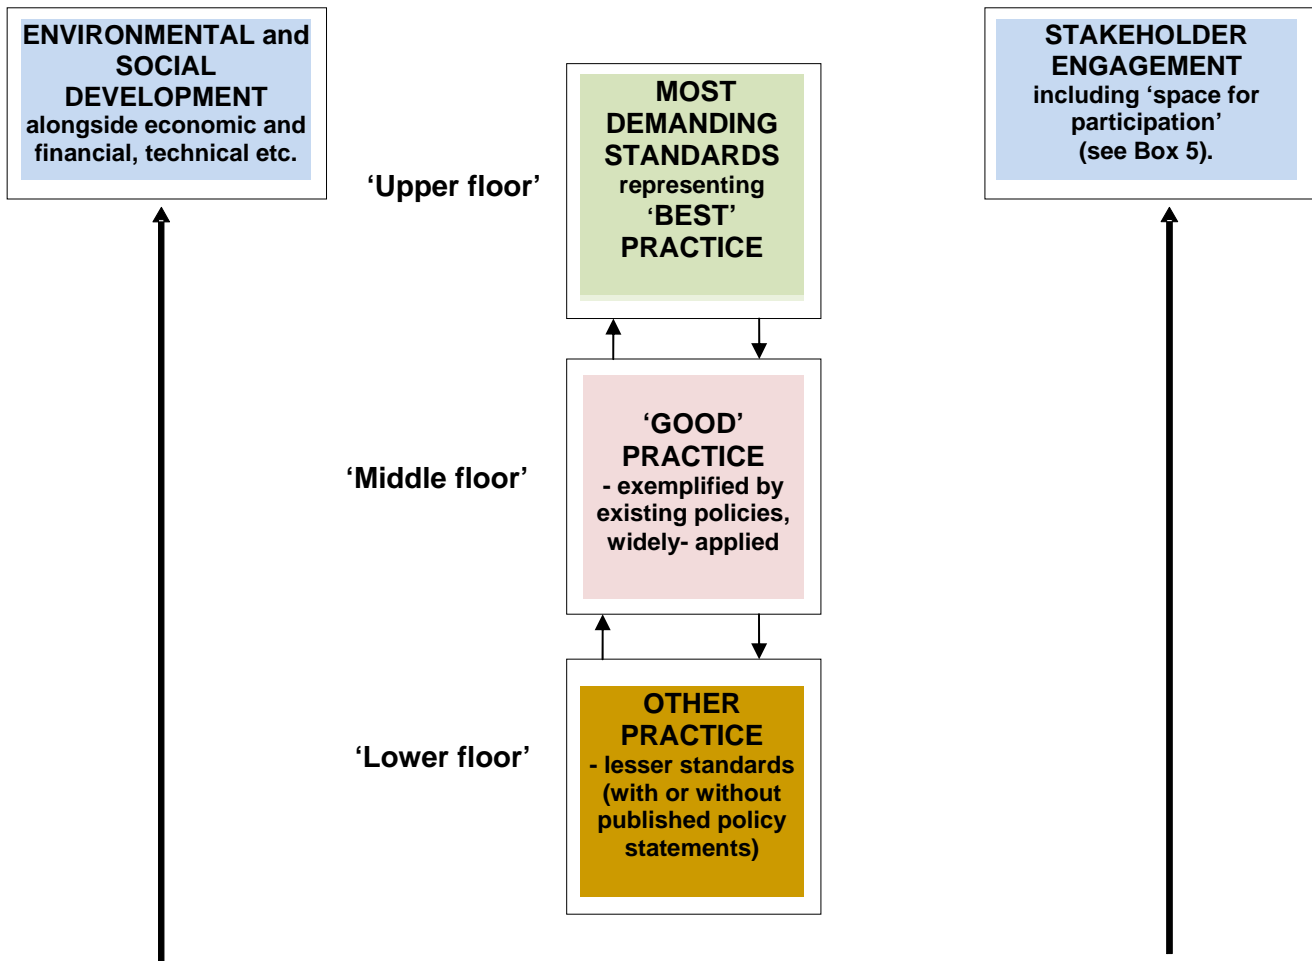 ENVIRONMENTAL and
SOCIAL
DEVELOPMENT
alongside economic and
financial, technical etc.
STAKEHOLDER
ENGAGEMENT
including ‘space for
participation’
(see Box 5).
‘Upper floor’
MOST
DEMANDING
STANDARDS
representing
‘BEST’
PRACTICE
‘Middle floor’
‘GOOD’
PRACTICE
- exemplified by
existing policies,
widely- applied
‘Lower floor’
OTHER
PRACTICE
- lesser standards
(with or without
published policy
statements)